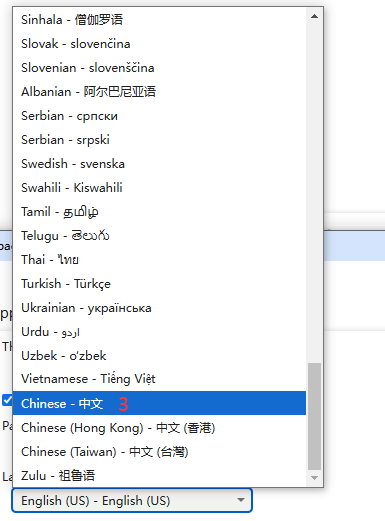 Sinhala - 僧伽罗语
Slovak - slovenčina
Slovenian - slovenščina
Albanian - 阿尔巴尼亚语
Serbian - српски
Serbian - srpski
Swedish - svenska
Swahili - Kiswahili
Tamil - தமிழ்
Telugu - తెలుగు
Thai - ไทย
Turkish - Türkçe
Ukrainian - українська
Urdu - اردو
Uzbek - o'zbek
Vietnamese - Tiếng Việt
Chinese - 中文 3
Chinese (Hong Kong) - 中文 (香港)
Chinese (Taiwan) - 中文 (台灣)
Zulu - 祖鲁语
English (US) - English (US)